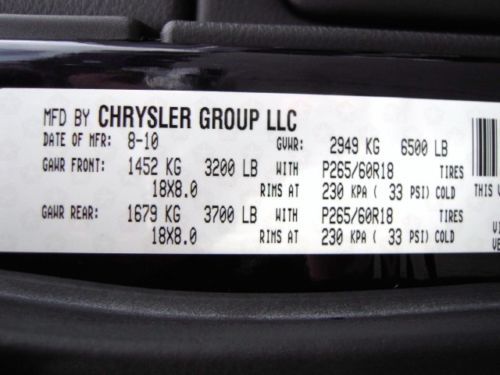 MFD BY CHRYSLER GROUP LLC
DATE OF MFR: 8-10 GVWR: 2949 KG 6500 LB
GAWR FRONT: 1452 KG 3200 LB WITH P265/60R18 TIRES
18X8.0 RIMS AT 230 KPA ( 33 PSI) COLD
THIS
GAWR REAR: 1679 KG 3700 LB WITH P265/60R18 TIRES
18X8.0 RIMS AT 230 KPA ( 33 PSI) COLD